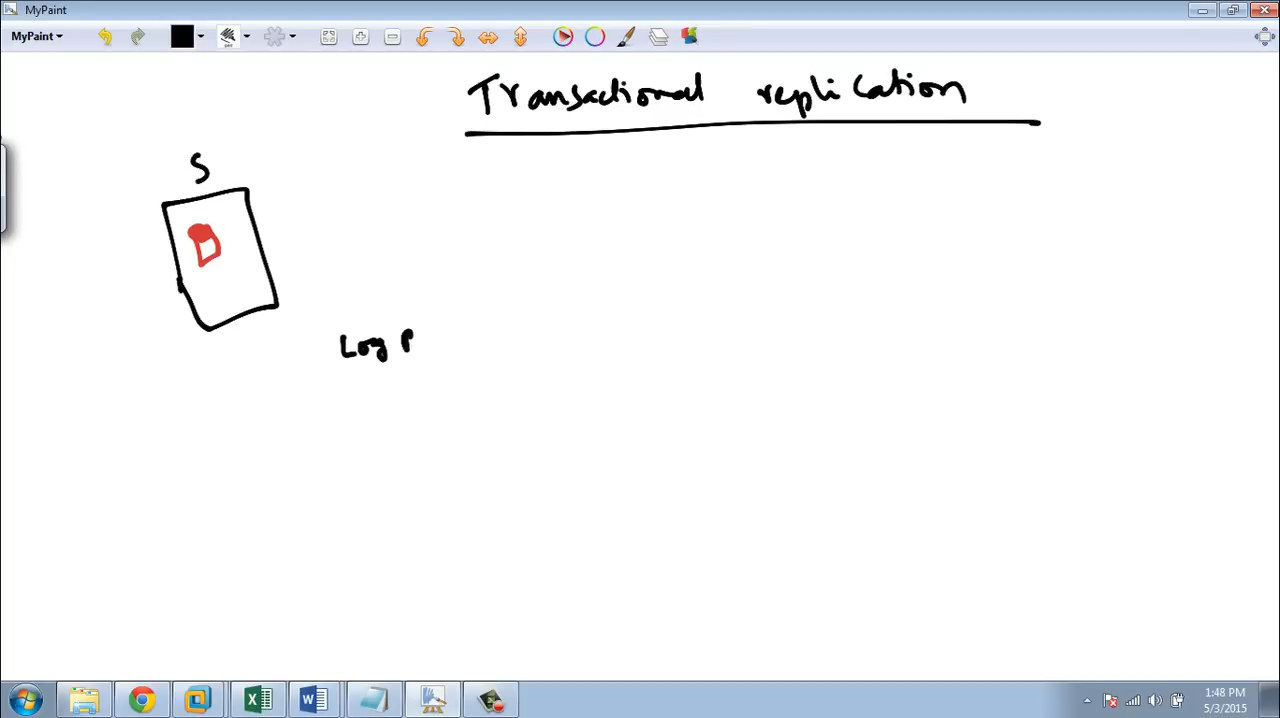 MyPaint
MyPaint
Transactional replication
S
Log P
1:48 PM
5/3/2015